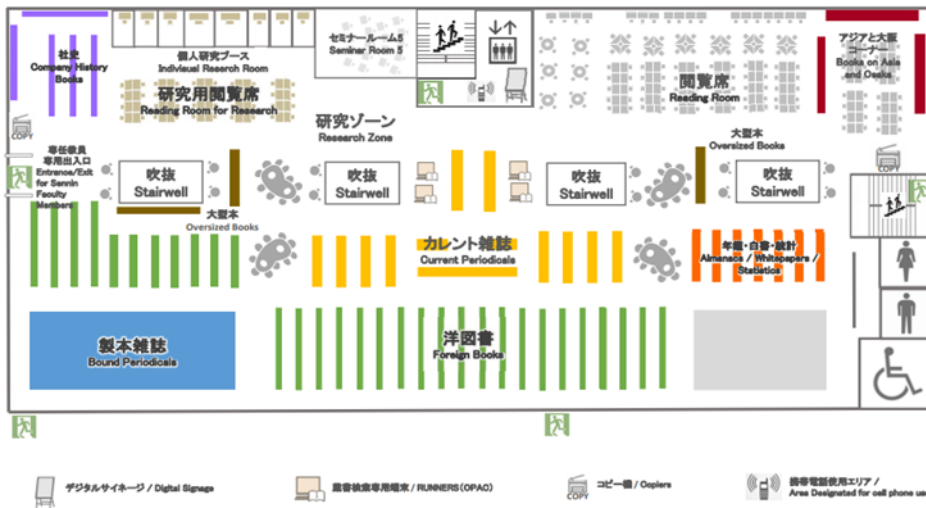 社史
Company History
Books
個人研究ブース
Indiviusal Research Room
セミナールーム5
Seminar Room 5
アジアと大阪
コーナー
Books on Asia
and Osaka
研究用閲覧席
Reading Room for Research
閲覧席
Reading Room
COPY
研究ゾーン
Research Zone
大型本
Oversized Books
COPY
専任教員
専用出入口
Entrance/Exit
for Sennin
Faculty
Members
吹抜
Stairwell
吹抜
Stairwell
吹抜
Stairwell
吹抜
Stairwell
大型本
Oversized Books
カレント雑誌
Current Periodicals
年鑑・白書・統計
Almanacs / Whitepapers /
Statistics
製本雑誌
Bound Periodicals
洋図書
Foreign Books
デジタルサイネージ / Digital Signage
蔵書検索専用端末 / RUNNERS(OPAC)
COPY
コピー機 / Copiers
携帯電話使用エリア /
Area Designated for cell phone use